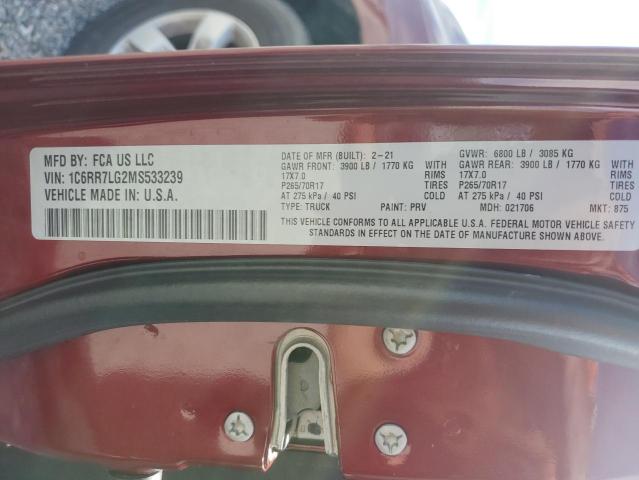 MFD BY: FCA US LLC
VIN: 1C6RR7LG2MS533239
VEHICLE MADE IN: U.S.A.
DATE OF MFR (BUILT): 2-21
GVWR: 6800 LB / 3085 KG
GAWR FRONT: 3900 LB / 1770 KG
GAWR REAR: 3900 LB / 1770 KG
17X7.0 17X7.0
P265/70R17 TIRES P265/70R17 TIRES
AT 275 kPa / 40 PSI COLD AT 275 kPa / 40 PSI COLD
TYPE: TRUCK PAINT: PRV MDH: 021706 MKT: 875
THIS VEHICLE CONFORMS TO ALL APPLICABLE U.S.A. FEDERAL MOTOR VEHICLE SAFETY
STANDARDS IN EFFECT ON THE DATE OF MANUFACTURE SHOWN ABOVE.